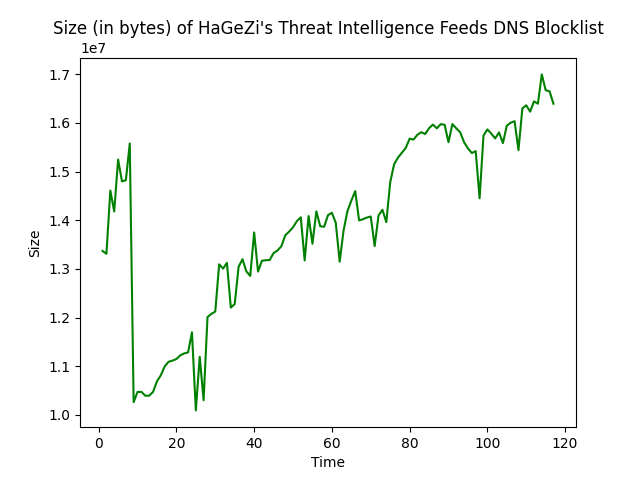 Size (in bytes) of HaGeZi's Threat Intelligence Feeds DNS Blocklist
1e7
1.7
1.6
1.5
1.4
1.3
1.2
1.1
1.0
Size
0 20 40 60 80 100 120
Time